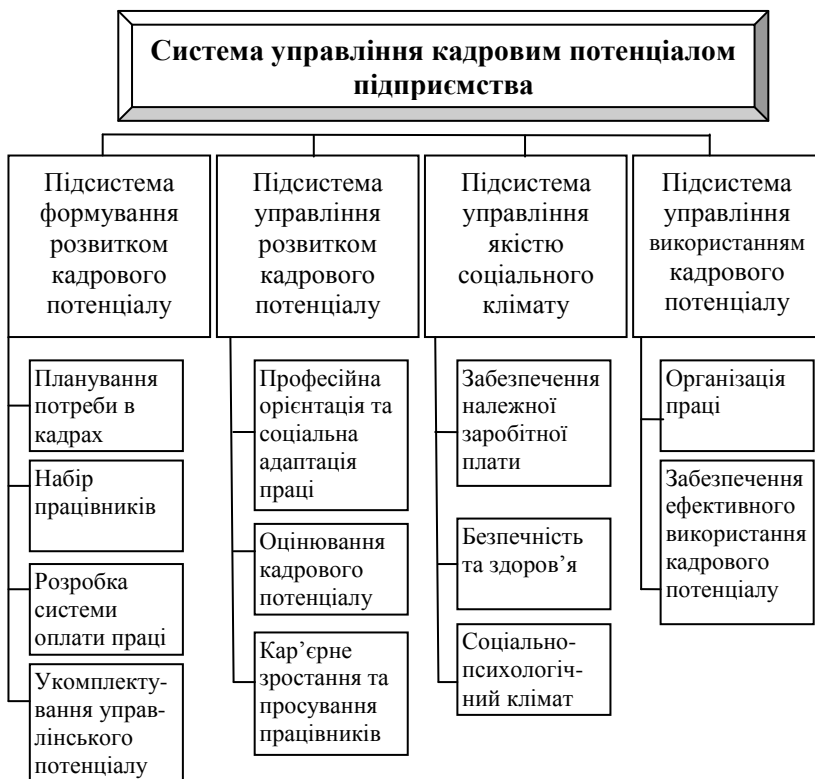 Система управління кадровим потенціалом
підприємства
Підсистема
формування
розвитком
кадрового
потенціалу
Підсистема
управління
розвитком
кадрового
потенціалу
Підсистема
управління
якістю
соціального
клімату
Підсистема
управління
використанням
кадрового
потенціалу
Планування
потреби в
кадрах
Набір
працівників
Розробка
системи
оплати праці
Укомплекту-
вання управ-
лінського
потенціалу
Професійна
орієнтація та
соціальна
адаптація
праці
Оцінювання
кадрового
потенціалу
Кар’єрне
зростання та
просування
працівників
Забезпечення
належної
заробітної
плати
Безпечність
та здоров’я
Соціально-
психологіч-
ний клімат
Організація
праці
Забезпечення
ефективного
використання
кадрового
потенціалу